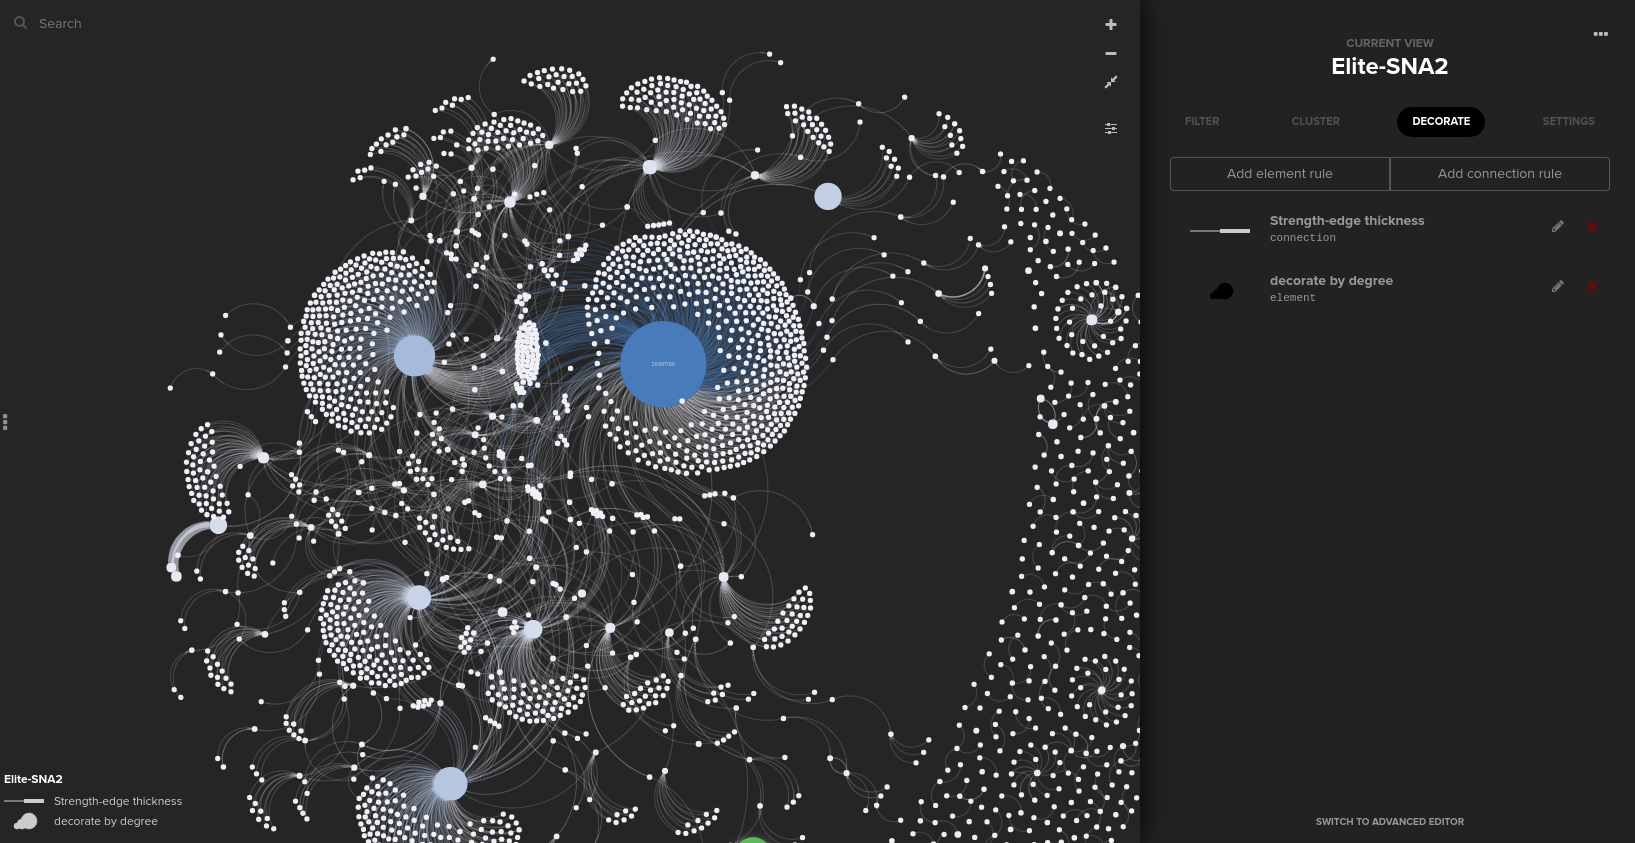 Search
CURRENT VIEW
Elite-SNA2
FILTER
CLUSTER
DECORATE
SETTINGS
Add element rule
Add connection rule
Strength-edge thickness
connection
decorate by degree
element
Elite-SNA2
Strength-edge thickness
decorate by degree
SWITCH TO ADVANCED EDITOR